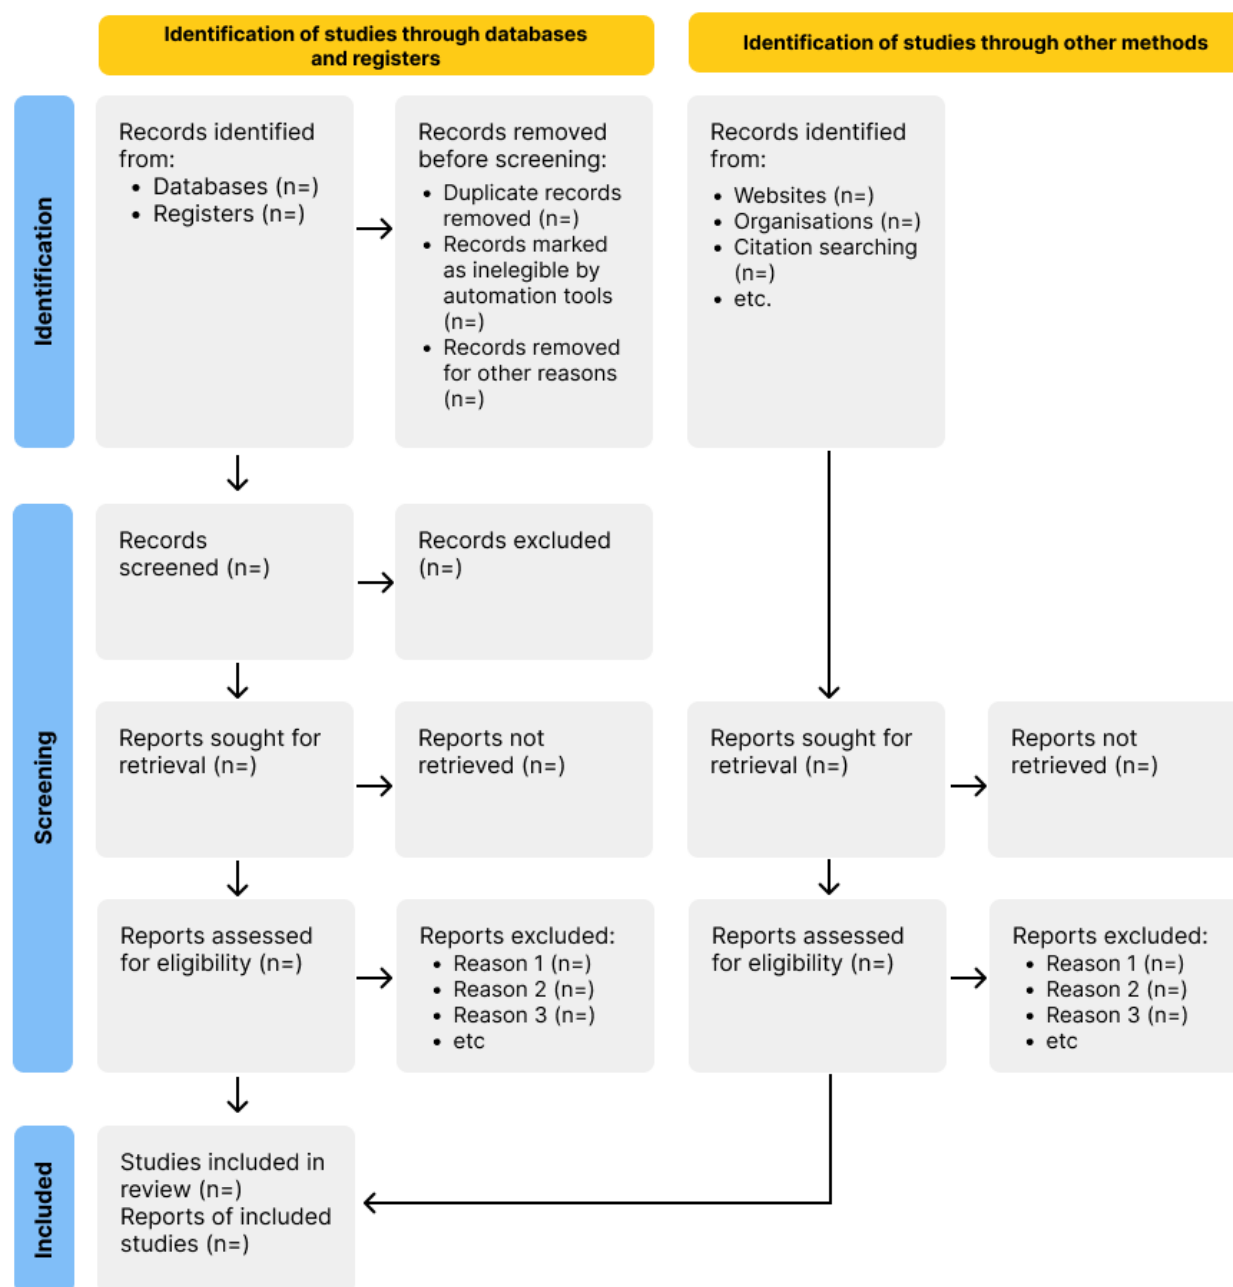 Identification of studies through databases
and registers
Identification of studies through other methods
Identification
Records identified
from:
• Databases (n=)
• Registers (n=)
Records removed
before screening:
• Duplicate records
removed (n=)
• Records marked
as inelegible by
automation tools
(n=)
• Records removed
for other reasons
(n=)
Records identified
from:
• Websites (n=)
• Organisations (n=)
• Citation searching
(n=)
• etc.
Screening
Records
screened (n=)
Records excluded
(n=)
Reports sought for
retrieval (n=)
Reports not
retrieved (n=)
Reports sought for
retrieval (n=)
Reports not
retrieved (n=)
Reports assessed
for eligibility (n=)
Reports excluded:
• Reason 1 (n=)
• Reason 2 (n=)
• Reason 3 (n=)
• etc
Reports assessed
for eligibility (n=)
Reports excluded:
• Reason 1 (n=)
• Reason 2 (n=)
• Reason 3 (n=)
• etc
Included
Studies included in
review (n=)
Reports of included
studies (n=)